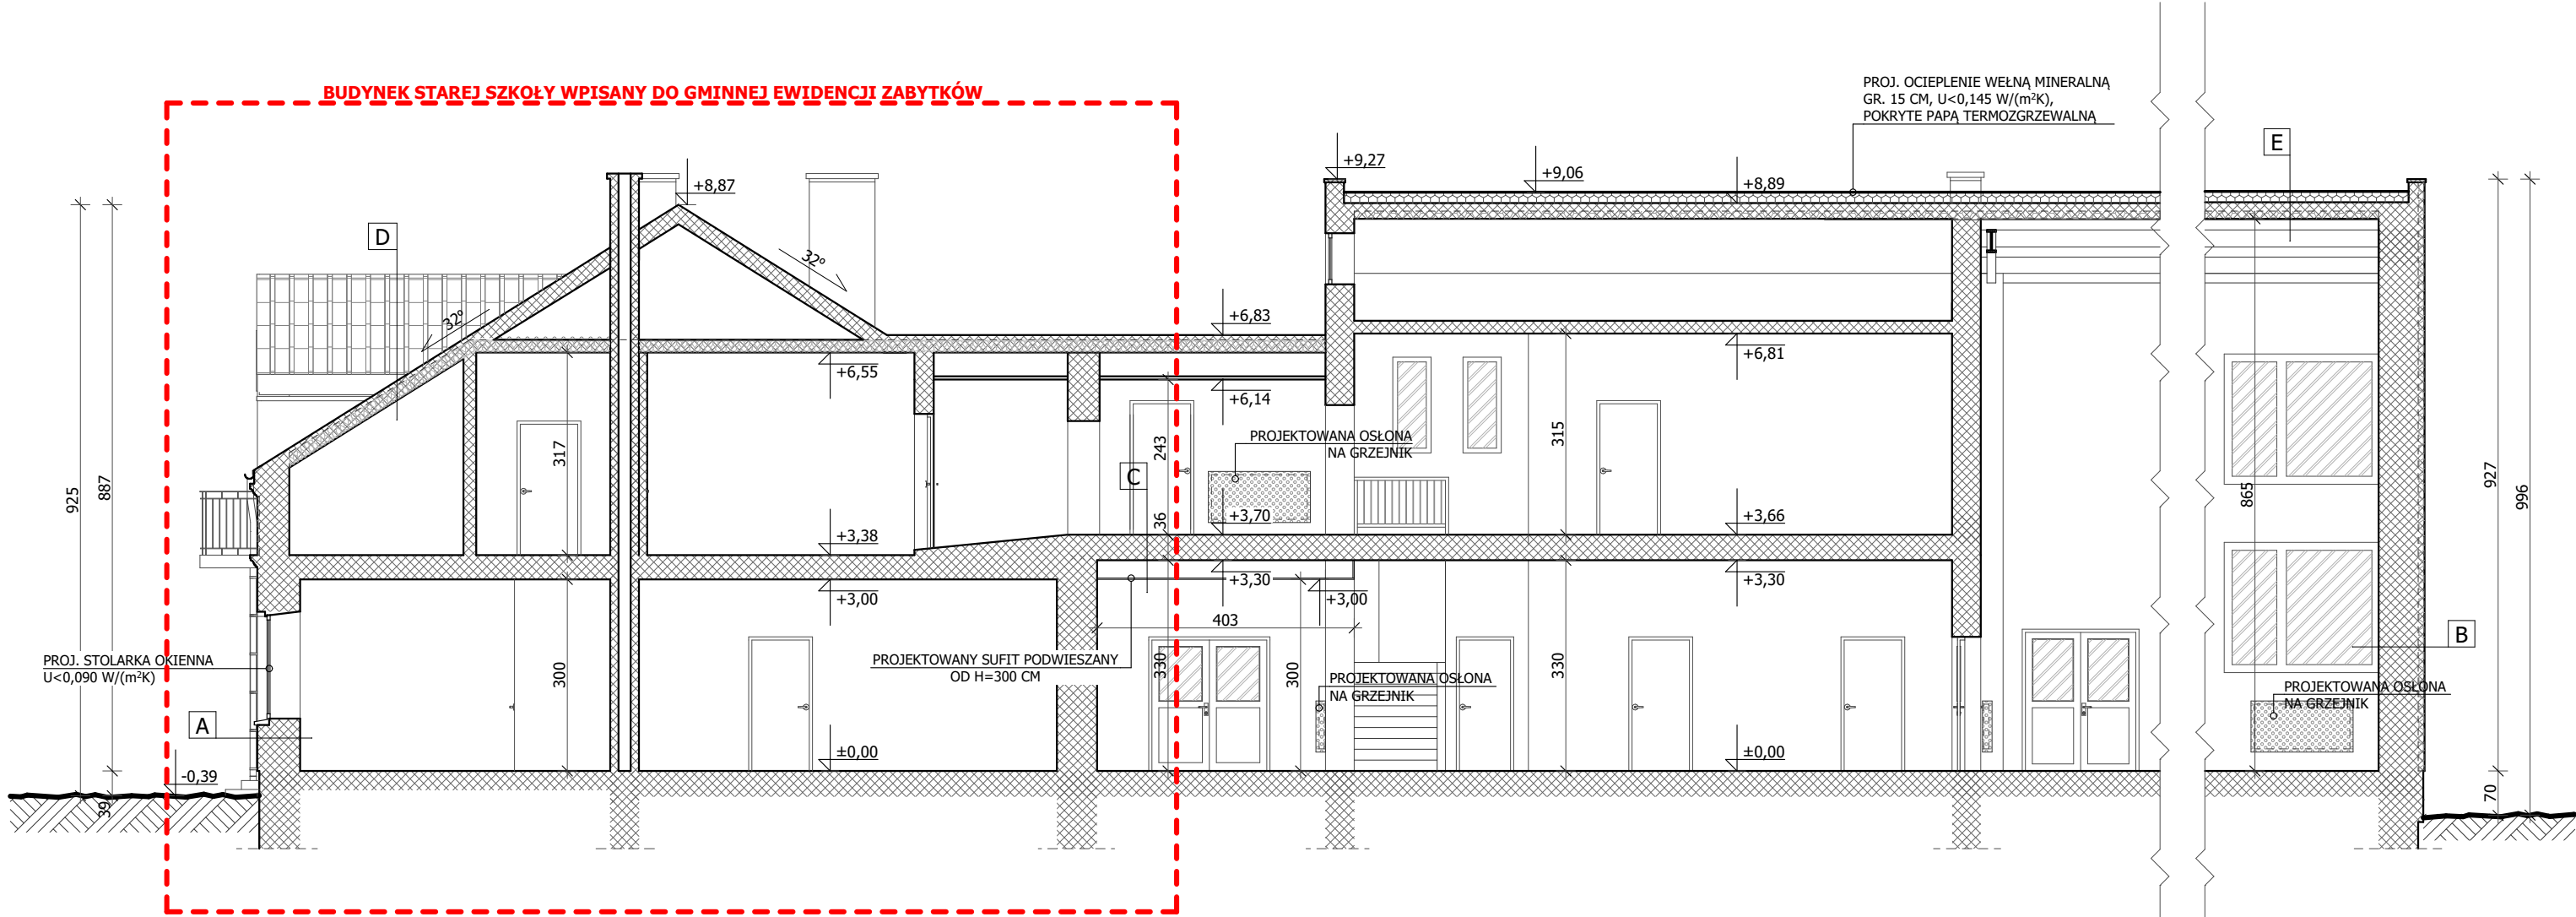 BUDYNEK STAREJ SZKOŁY WPISANY DO GMINNEJ EWIDENCJI ZABYTKÓW
PROJ. OCIEPLENIE WEŁNĄ MINERALNĄ
GR. 15 CM, U<0,145 W/(m²K),
POKRYTE PAPĄ TERMOZGRZEWALNĄ
E
+9,27
+9,06
+8,89
+8,87
D
32°
32°
+6,83
+6,81
+6,55
+6,14
PROJEKTOWANA OSŁONA
NA GRZEJNIK
C
317
243
315
925
887
865
927
996
36
+3,70
+3,66
+3,38
+3,30
+3,30
+3,00
+3,00
403
PROJ. STOLARKA OKIENNA
U<0,090 W/(m²K)
PROJEKTOWANY SUFIT PODWIESZANY
OD H=300 CM
300
330
300
330
PROJEKTOWANA OSŁONA
NA GRZEJNIK
PROJEKTOWANA OSŁONA
NA GRZEJNIK
B
A
±0,00
±0,00
-0,39
39
70